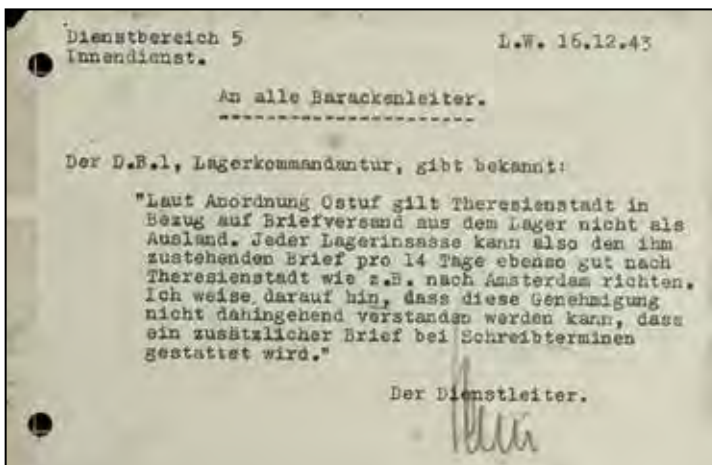 Dienstbereich 5 L.W. 16.12.43
Innendienst.
An alle Barackenleiter.
-----------------------
Der D.B.1, Lagerkommandantur, gibt bekannt:
"Laut Anordnung Ostuf gilt Theresienstadt in
Bezug auf Briefversand aus dem Lager nicht als
Ausland. Jeder Lagerinsasse kann also den ihm
zustehenden Brief pro 14 Tage ebenso gut nach
Theresienstadt wie z.B. nach Amsterdam richten.
Ich weise darauf hin, dass diese Genehmigung
nicht dahingehend verstanden werden kann, dass
ein zusätzlicher Brief bei Schreibterminen
gestattet wird."
Der Dienstleiter.